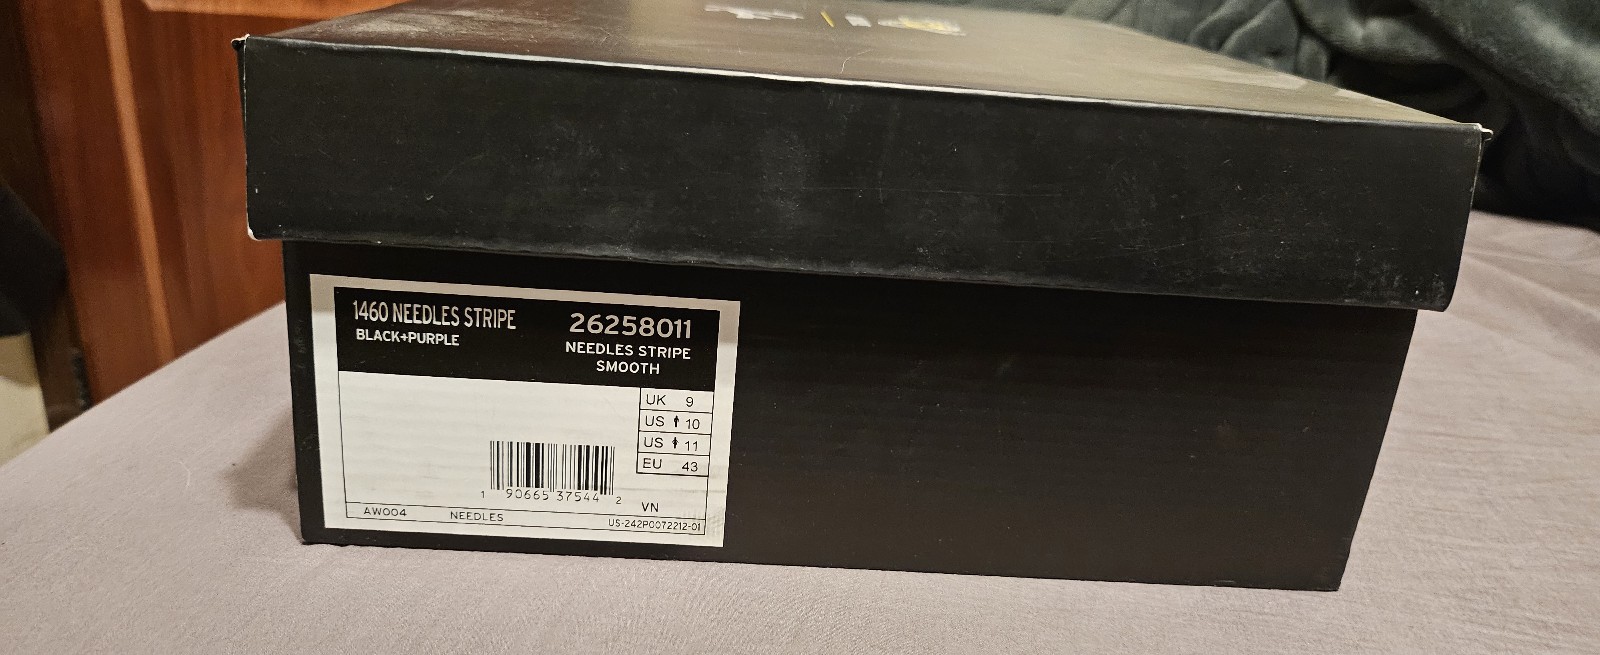 1460 NEEDLES STRIPE
BLACK+PURPLE
26258011
NEEDLES STRIPE
SMOOTH
UK 9
US 10
US 11
EU 43
1 90665 37544 2
VN
AW004 NEEDLES US-242P0072212-01